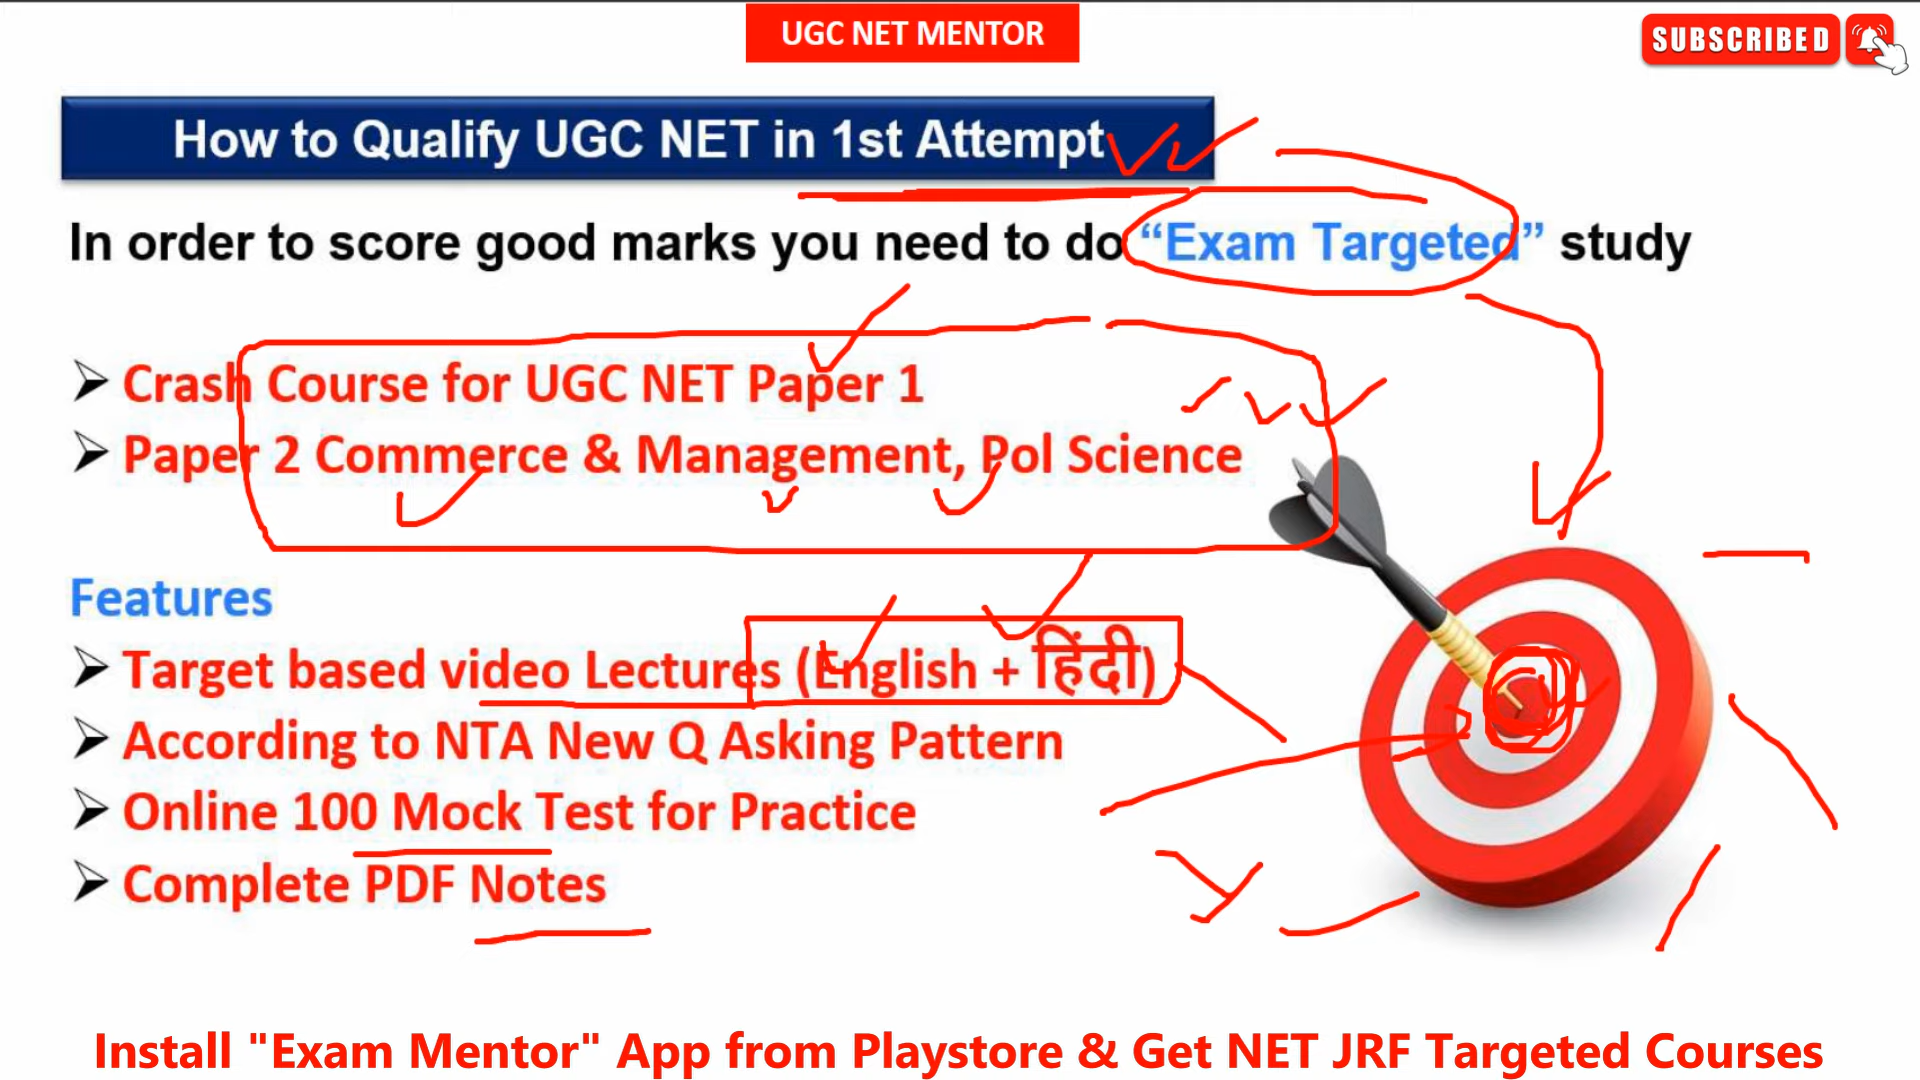 UGC NET MENTOR
SUBSCRIBED
How to Qualify UGC NET in 1st Attempt
In order to score good marks you need to do “Exam Targeted” study
Crash Course for UGC NET Paper 1
Paper 2 Commerce & Management, Pol Science
Features
Target based video Lectures (English + हिंदी)
According to NTA New Q Asking Pattern
Online 100 Mock Test for Practice
Complete PDF Notes
Install "Exam Mentor" App from Playstore & Get NET JRF Targeted Courses